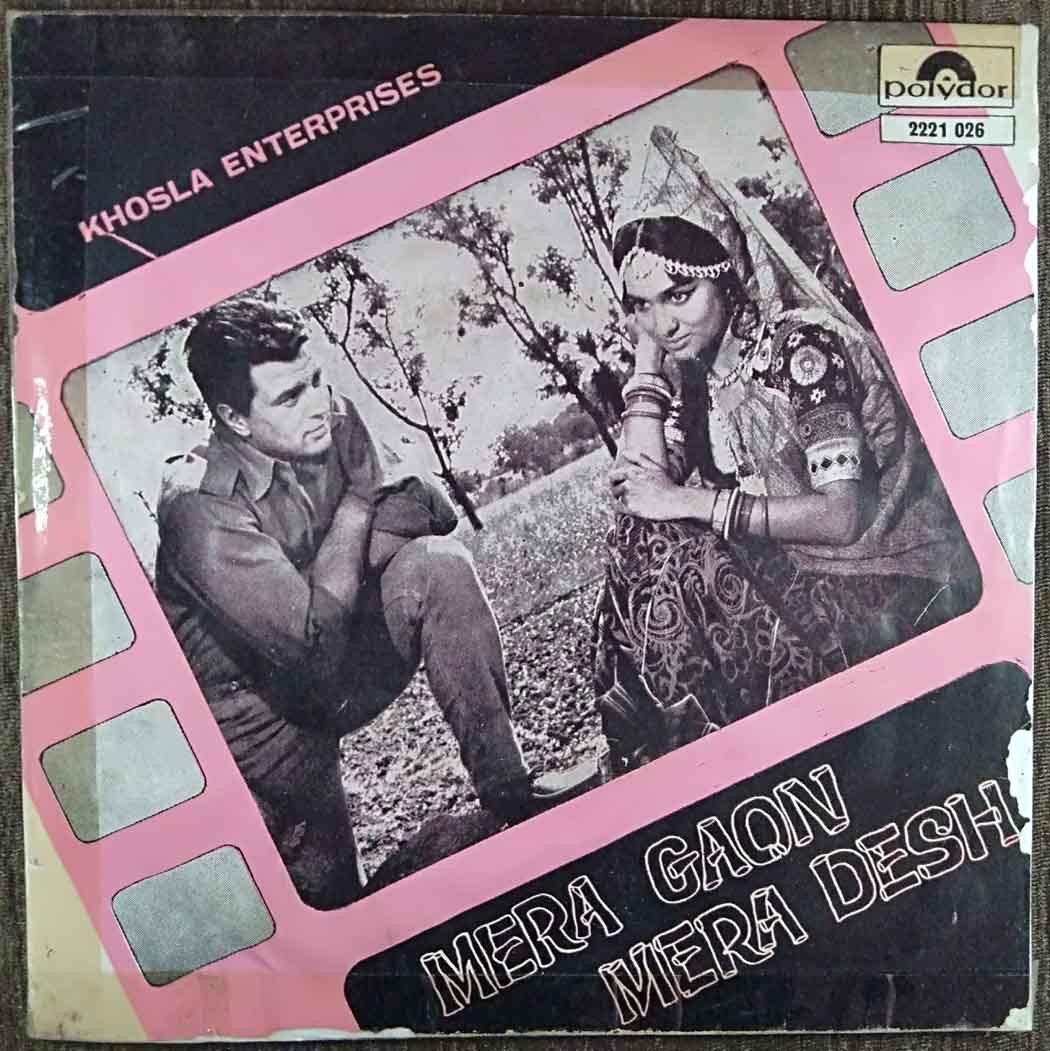 KHOSLA ENTERPRISES
polydor
2221 026
MERA GAON
MERA DESH